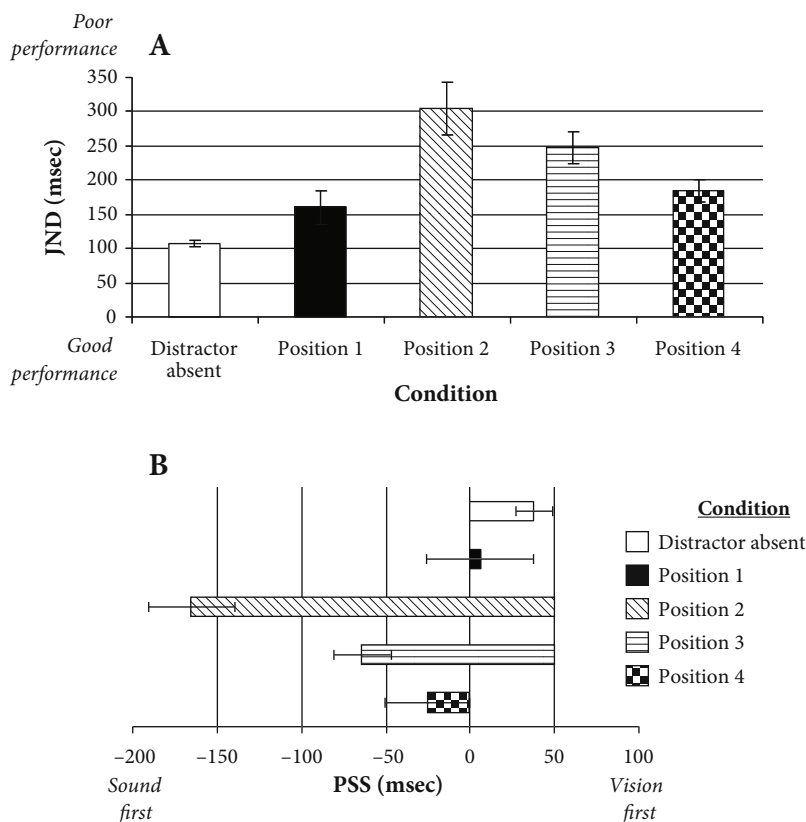 Poor
performance
A
350
300
250
200
150
100
50
0
JND (msec)
Good
performance
Distractor
absent
Position 1
Position 2
Position 3
Position 4
Condition
B
Condition
Distractor absent
Position 1
Position 2
Position 3
Position 4
−200
−150
−100
−50
0
50
100
Sound
first
PSS (msec)
Vision
first